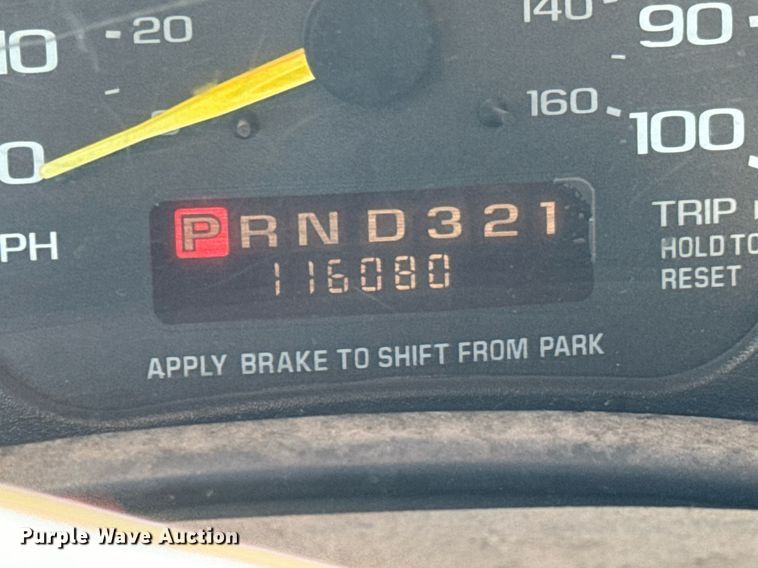 10
20
140
90
0
160
100
PRND321
116080
PH
TRIP
HOLD TO
RESET
APPLY BRAKE TO SHIFT FROM PARK
Purple Wave Auction